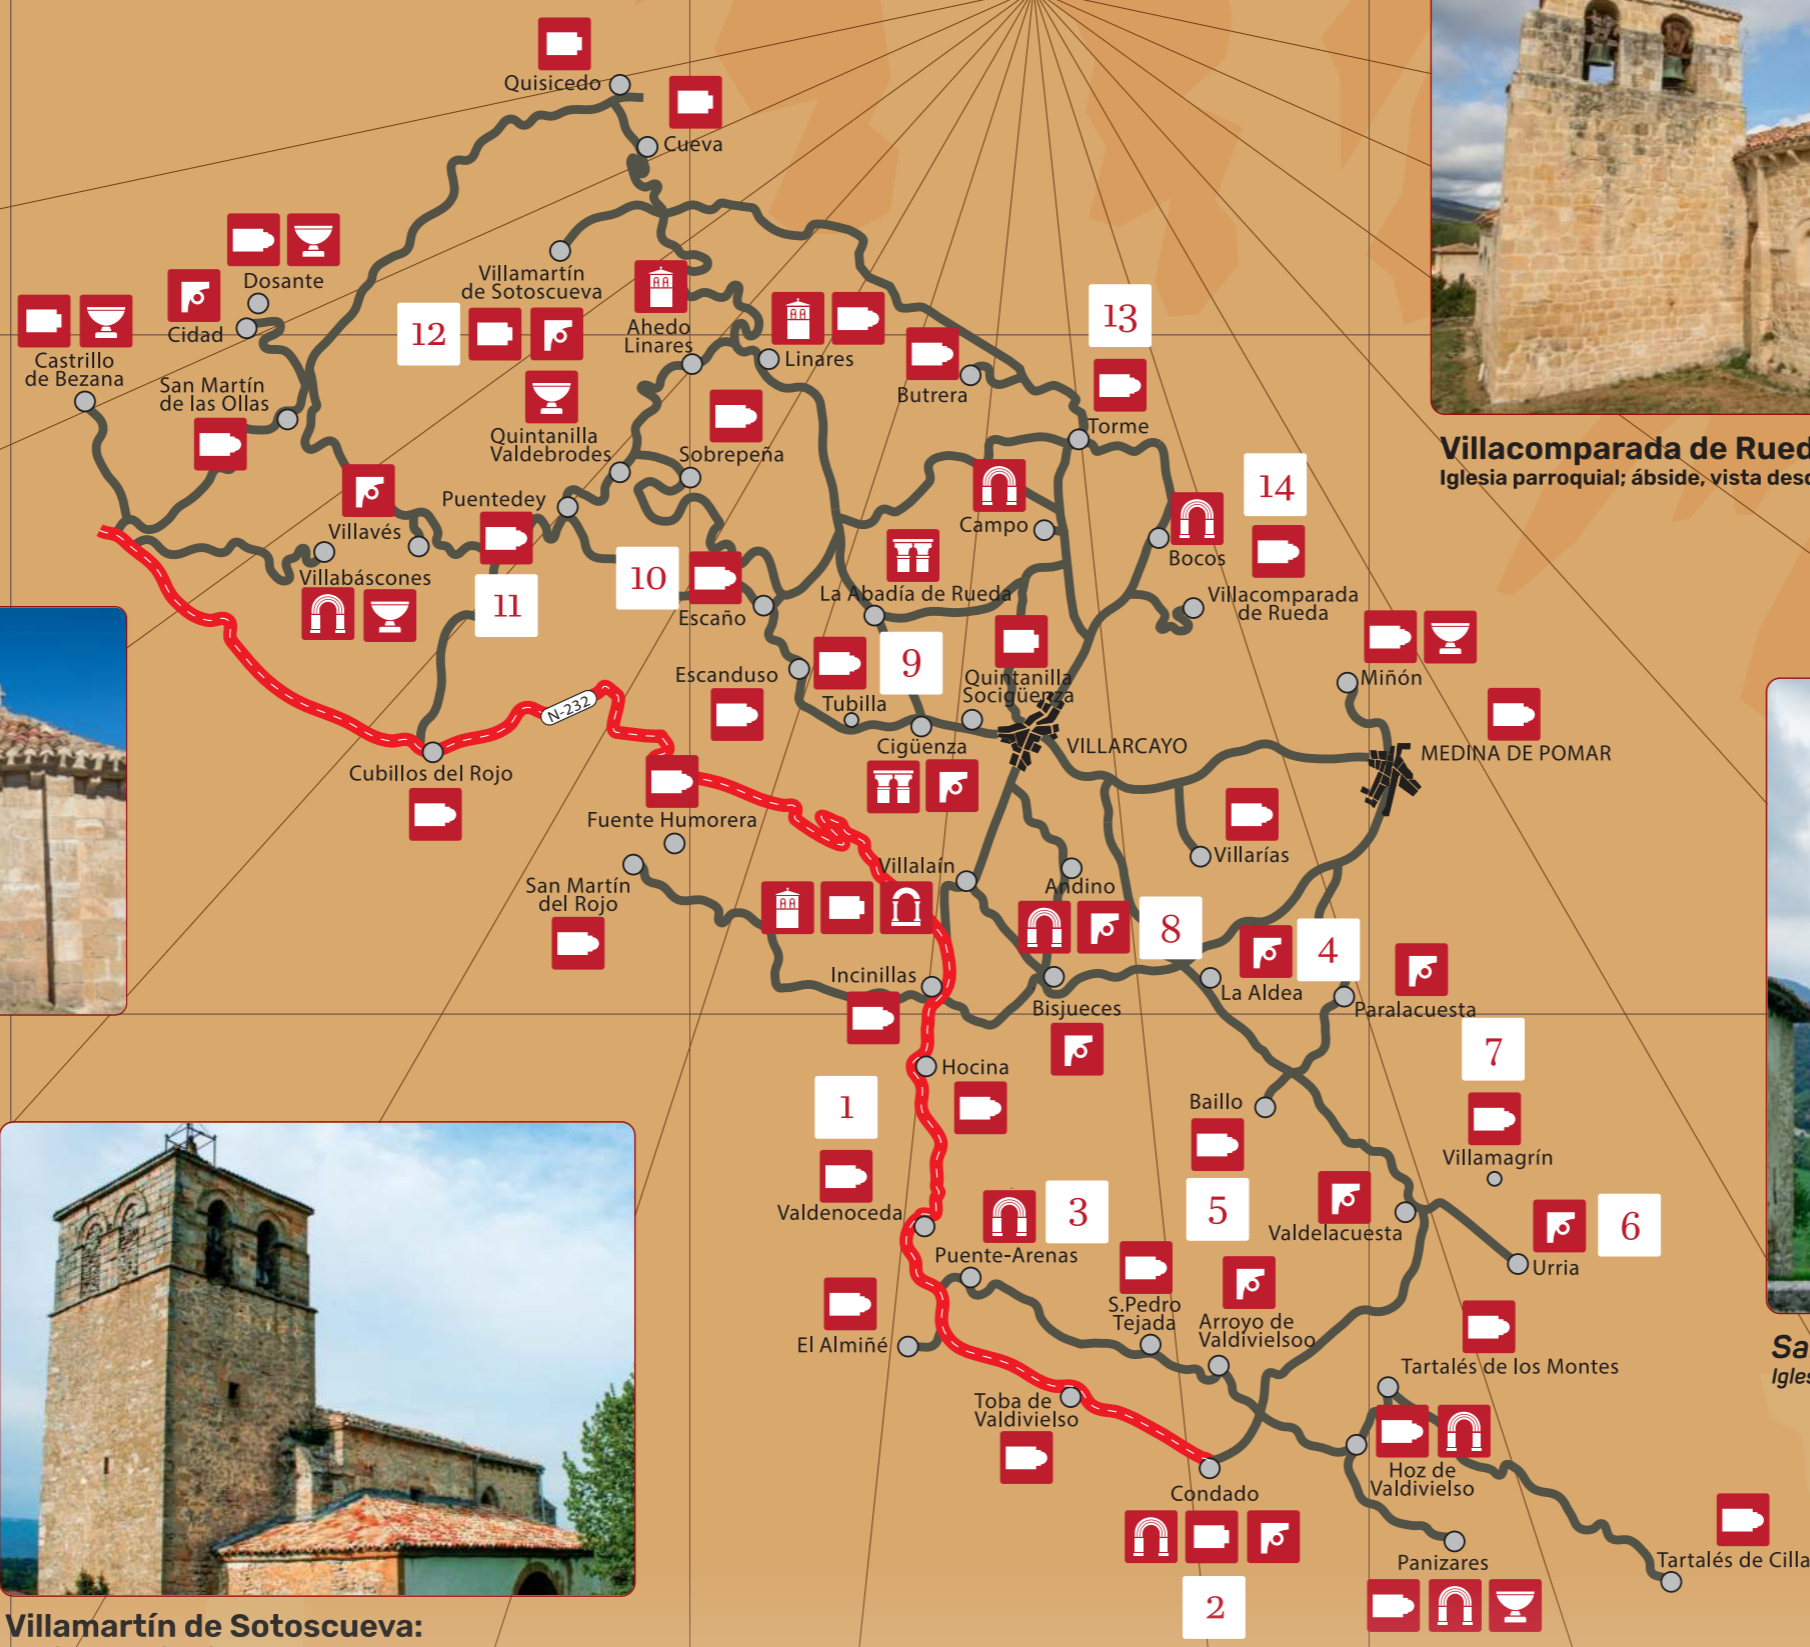 Quisicedo
Cueva
Dosante
Cidad
Castrillo
de Bezana
San Martín
de las Ollas
Villamartín
de Sotoscueva
12
Ahedo
Linares
Linares
Butrera
13
Torme
Quintanilla
Valdebrodes
Sobrepeña
Puentedey
Villavés
Villabáscones
11
10
Escaño
Campo
La Abadía de Rueda
Bocos
14
Villacomparada
de Rueda
Villacomparada de Rued
Iglesia parroquial; ábside, vista desd
Escanduso
Tubilla
9
Cigüenza
Quintanilla
Socigüenza
VILLARCAYO
Miñón
MEDINA DE POMAR
N-232
Cubillos del Rojo
Fuente Humorera
San Martín
del Rojo
Villalaín
Andino
Villarías
8
4
La Aldea
Paralacuesta
Incinillas
Bisjueces
Hocina
1
Valdenoceda
7
Villamagrín
Baillo
5
3
Puente-Arenas
Valdelacuesta
6
Urria
El Almiñé
S.Pedro
Tejada
Arroyo de
Valdivielsoo
Toba de
Valdivielso
Tartalés de los Montes
Hoz de
Valdivielso
Condado
2
Panizares
Tartalés de Cilla
Sa
Igles
Villamartín de Sotoscueva: